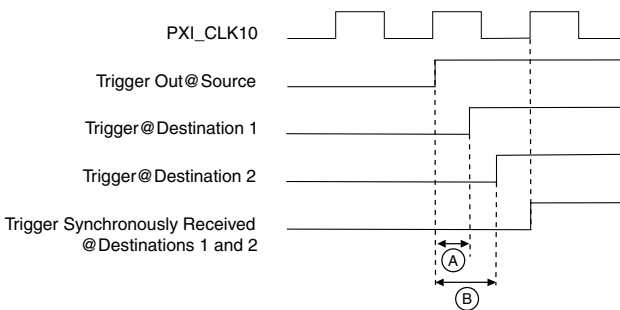 PXI_CLK10
Trigger Out@Source
Trigger@Destination 1
Trigger@Destination 2
Trigger Synchronously Received
@Destinations 1 and 2
A
B